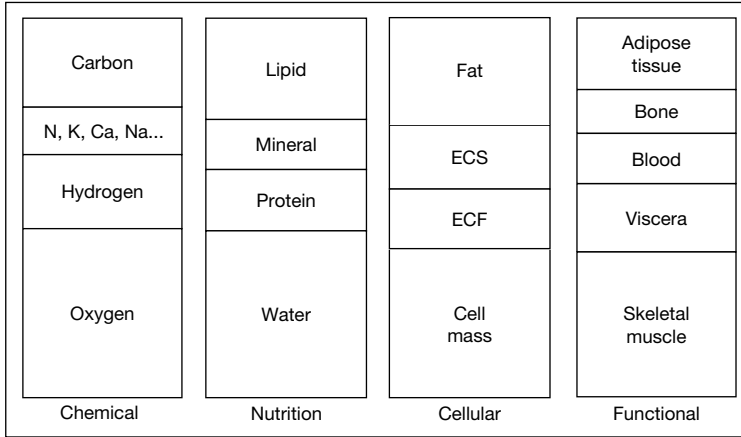 Carbon
N, K, Ca, Na...
Hydrogen
Oxygen
Chemical
Lipid
Mineral
Protein
Water
Nutrition
Fat
ECS
ECF
Cell
mass
Cellular
Adipose
tissue
Bone
Blood
Viscera
Skeletal
muscle
Functional